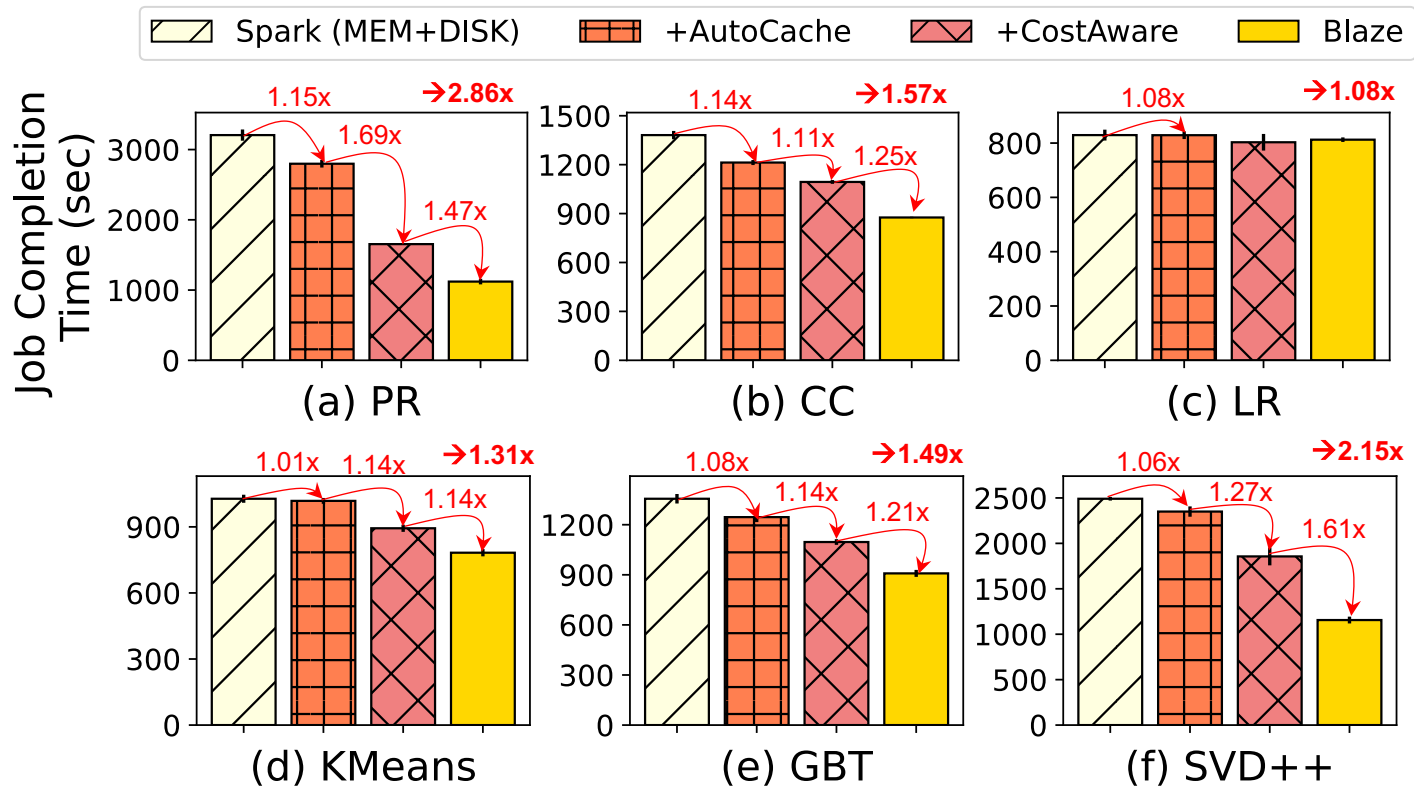 Spark (MEM+DISK) +AutoCache +CostAware Blaze
Job Completion
Time (sec)
1.15x
1.69x
1.47x
→2.86x
3000
2000
1000
0
(a) PR
1.14x
1.11x
1.25x
→1.57x
1500
1200
900
600
300
0
(b) CC
1.08x
→1.08x
800
600
400
200
0
(c) LR
1.01x
1.14x
1.14x
→1.31x
900
600
300
0
(d) KMeans
1.08x
1.14x
1.21x
→1.49x
1200
900
600
300
0
(e) GBT
1.06x
1.27x
1.61x
→2.15x
2500
2000
1500
1000
500
0
(f) SVD++